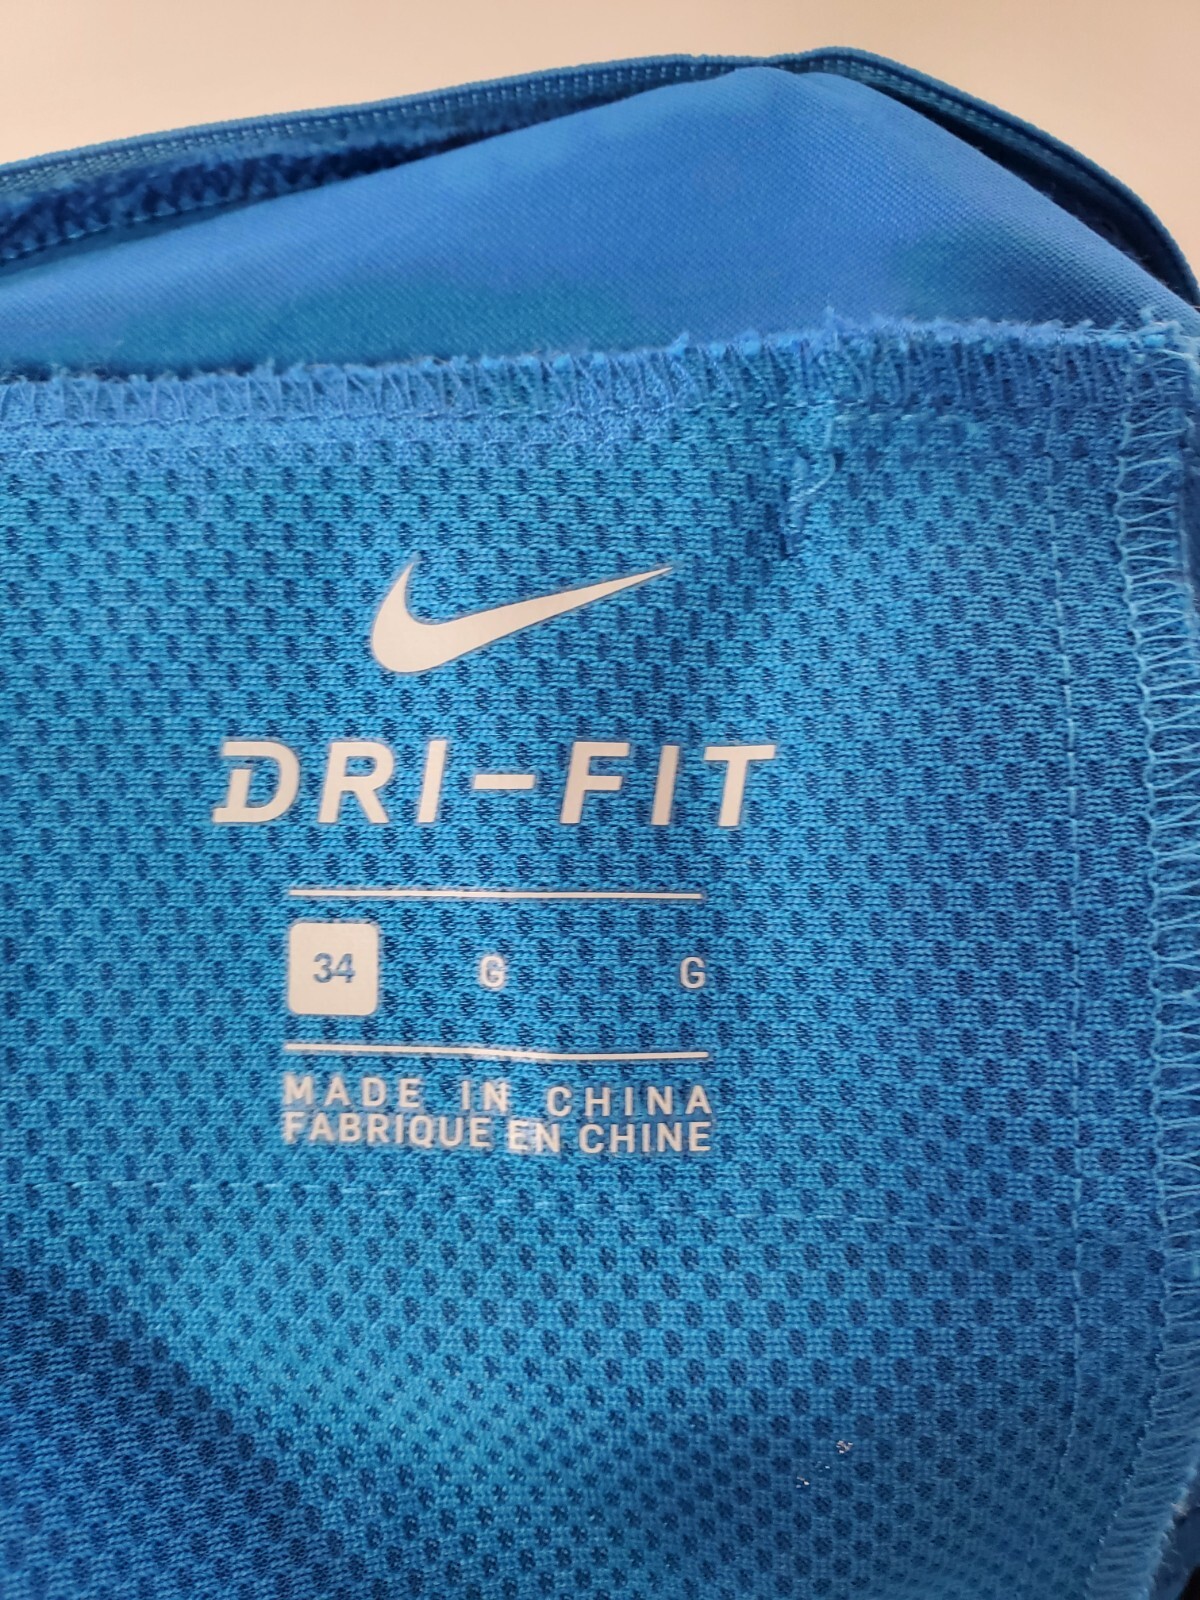 DRI-FIT
34 G G
MADE IN CHINA
FABRIQUE EN CHINE